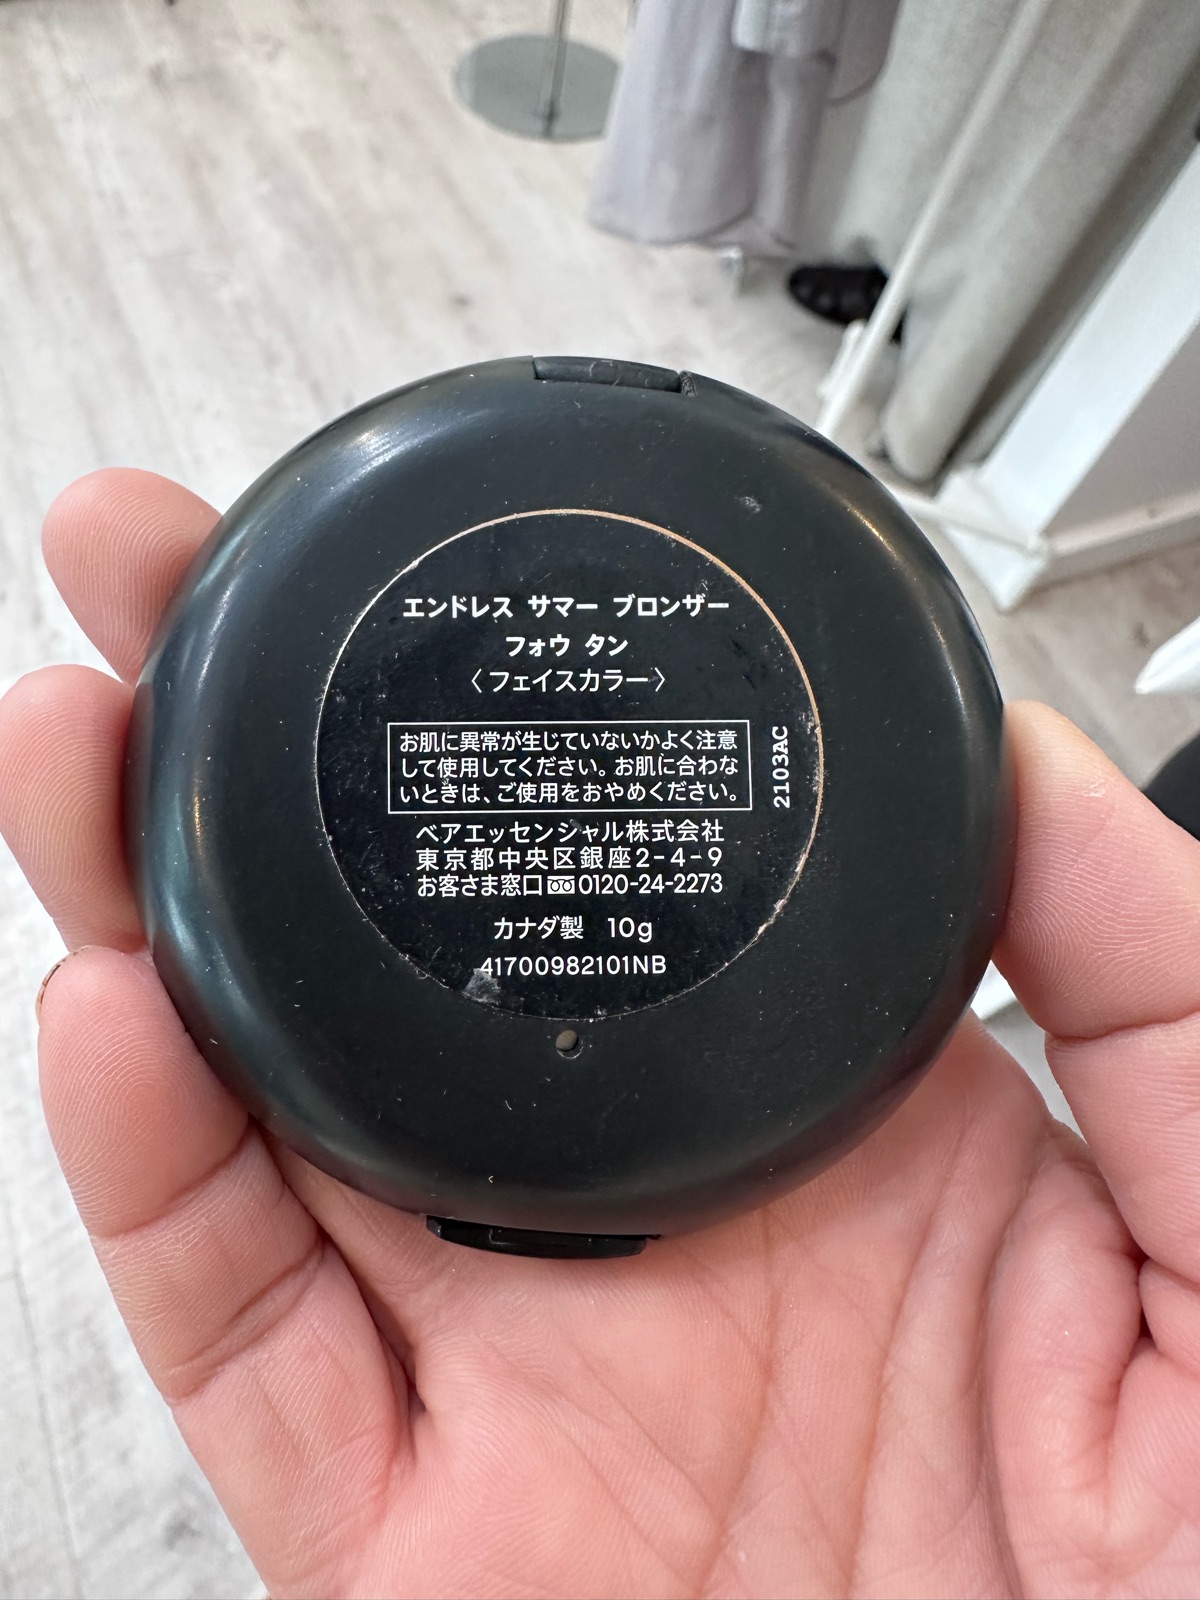 エンドレス サマー ブロンザー
フォウ タン
〈フェイスカラー〉
お肌に異常が生じていないかよく注意
して使用してください。お肌に合わな
いときは、ご使用をおやめください。
2103AC
ベアエッセンシャル株式会社
東京都中央区銀座2-4-9
お客さま窓口 0120-24-2273
カナダ製 10g
41700982101NB